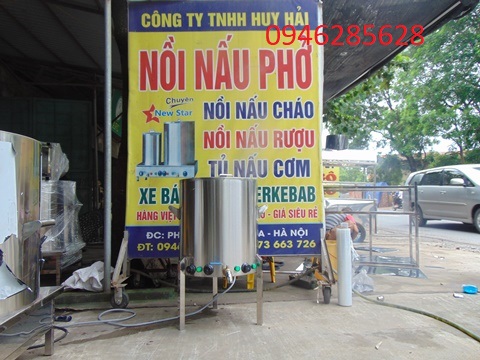 CÔNG TY TNHH HUY HẢI
0946285628
NỒI NẤU PHỞ
Chuyên
New Star
NỒI NẤU CHÁO
NỒI NẤU RƯỢU
TỦ NẤU CƠM
XE BÁ ERKEBAB
HÀNG VIỆ - GIÁ SIÊU RẺ
ĐC: PH A - HÀ NỘI
ĐT: 094 73 663 726